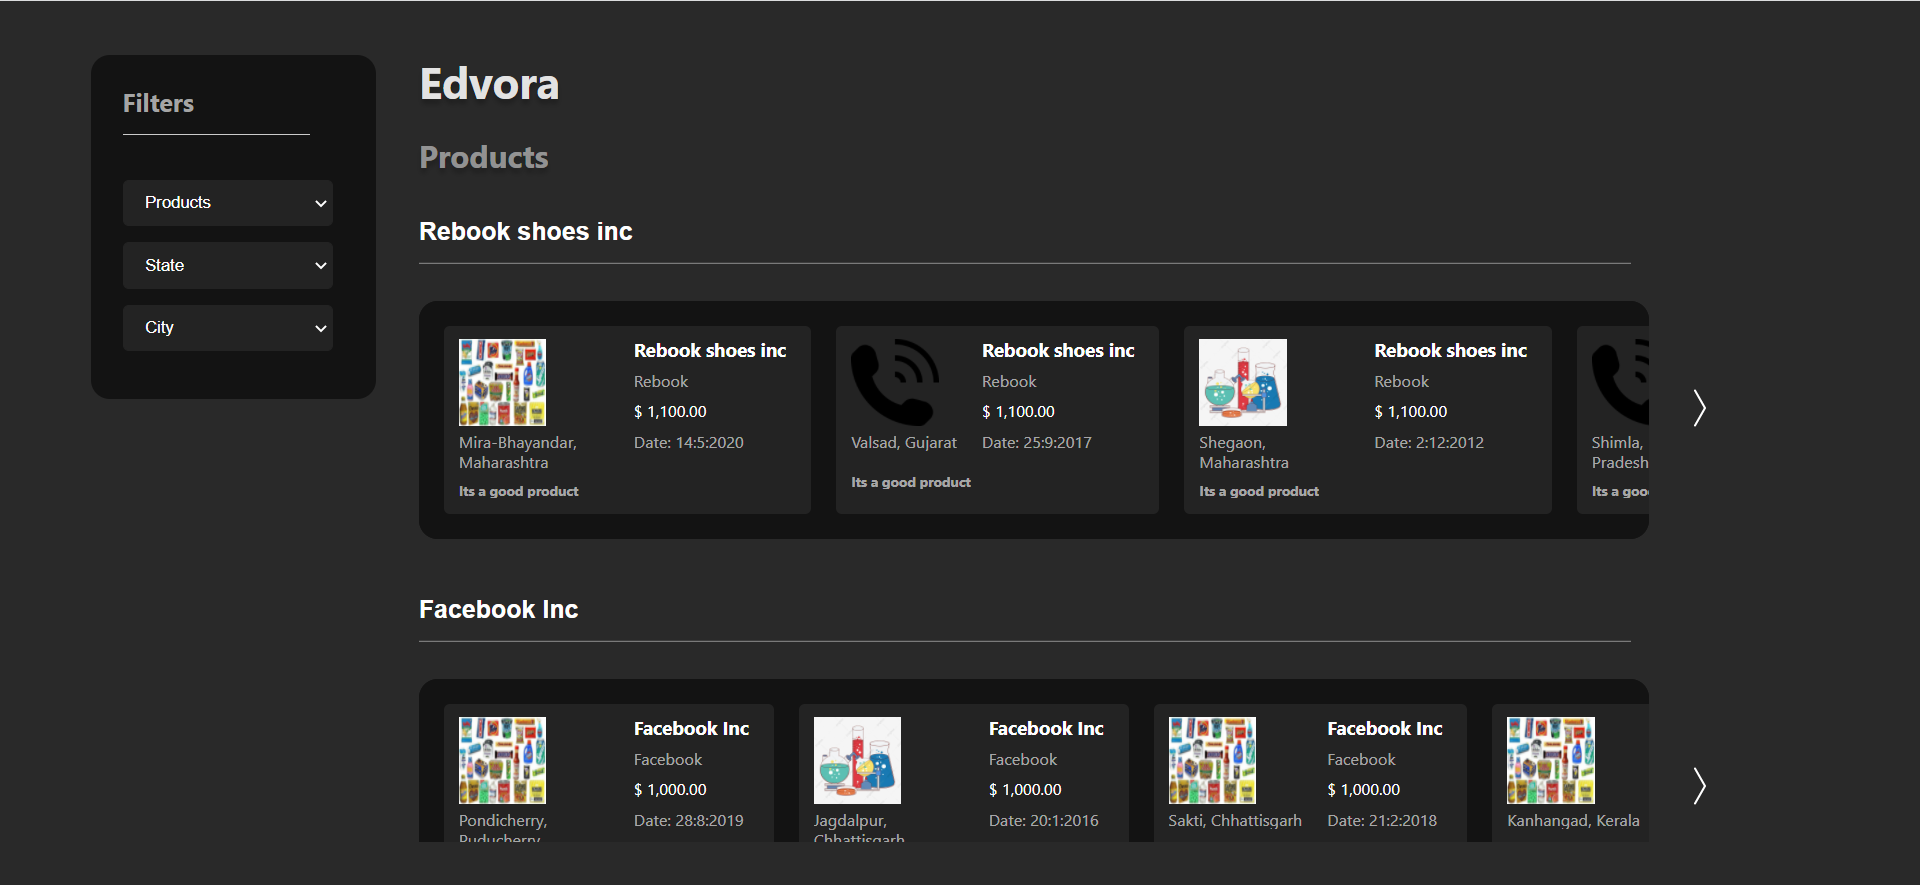 Filters
Products
State
City
Edvora
Products
Rebook shoes inc
Rebook shoes inc
Rebook
$ 1,100.00
Mira-Bhayandar,
Maharashtra
Date: 14:5:2020
Its a good product
Rebook shoes inc
Rebook
$ 1,100.00
Valsad, Gujarat
Date: 25:9:2017
Its a good product
Rebook shoes inc
Rebook
$ 1,100.00
Shegaon,
Maharashtra
Date: 2:12:2012
Its a good product
Shimla,
Pradesh
Its a goo
Facebook Inc
Facebook Inc
Facebook
$ 1,000.00
Pondicherry,
Puducherry
Date: 28:8:2019
Facebook Inc
Facebook
$ 1,000.00
Jagdalpur,
Chhattisgarh
Date: 20:1:2016
Facebook Inc
Facebook
$ 1,000.00
Sakti, Chhattisgarh
Date: 21:2:2018
Kanhangad, Kerala